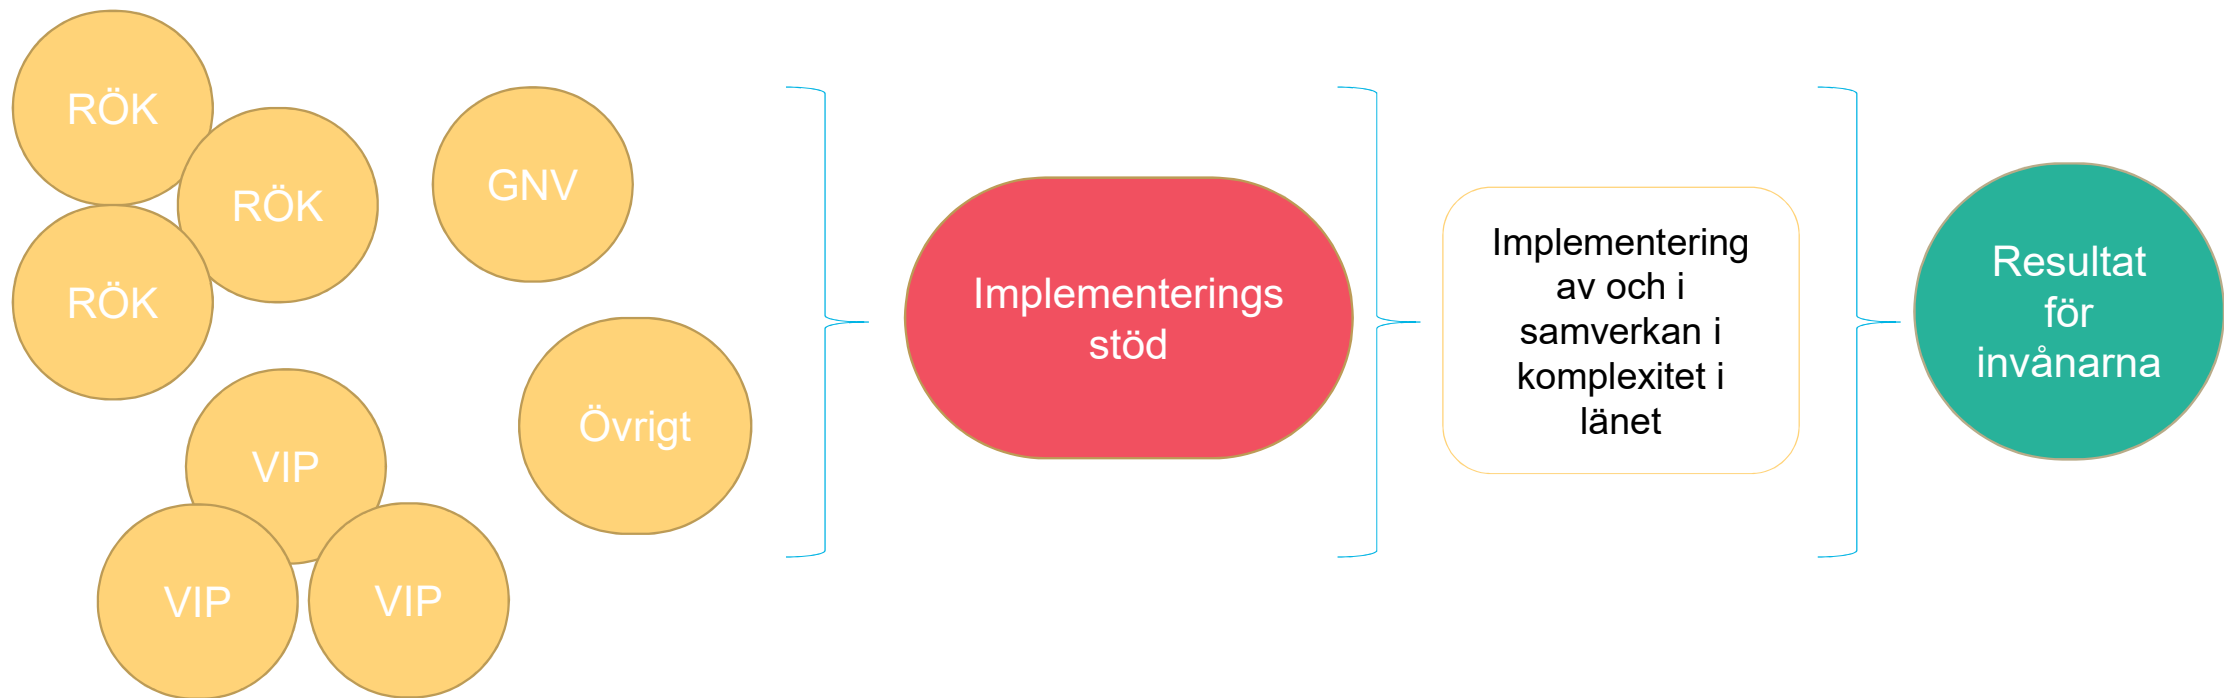 RÖK
RÖK
RÖK
GNV
Övrigt
VIP
VIP
VIP
Implementerings
stöd
Implementering
av och i
samverkan i
komplexitet i
länet
Resultat
för
invånarna